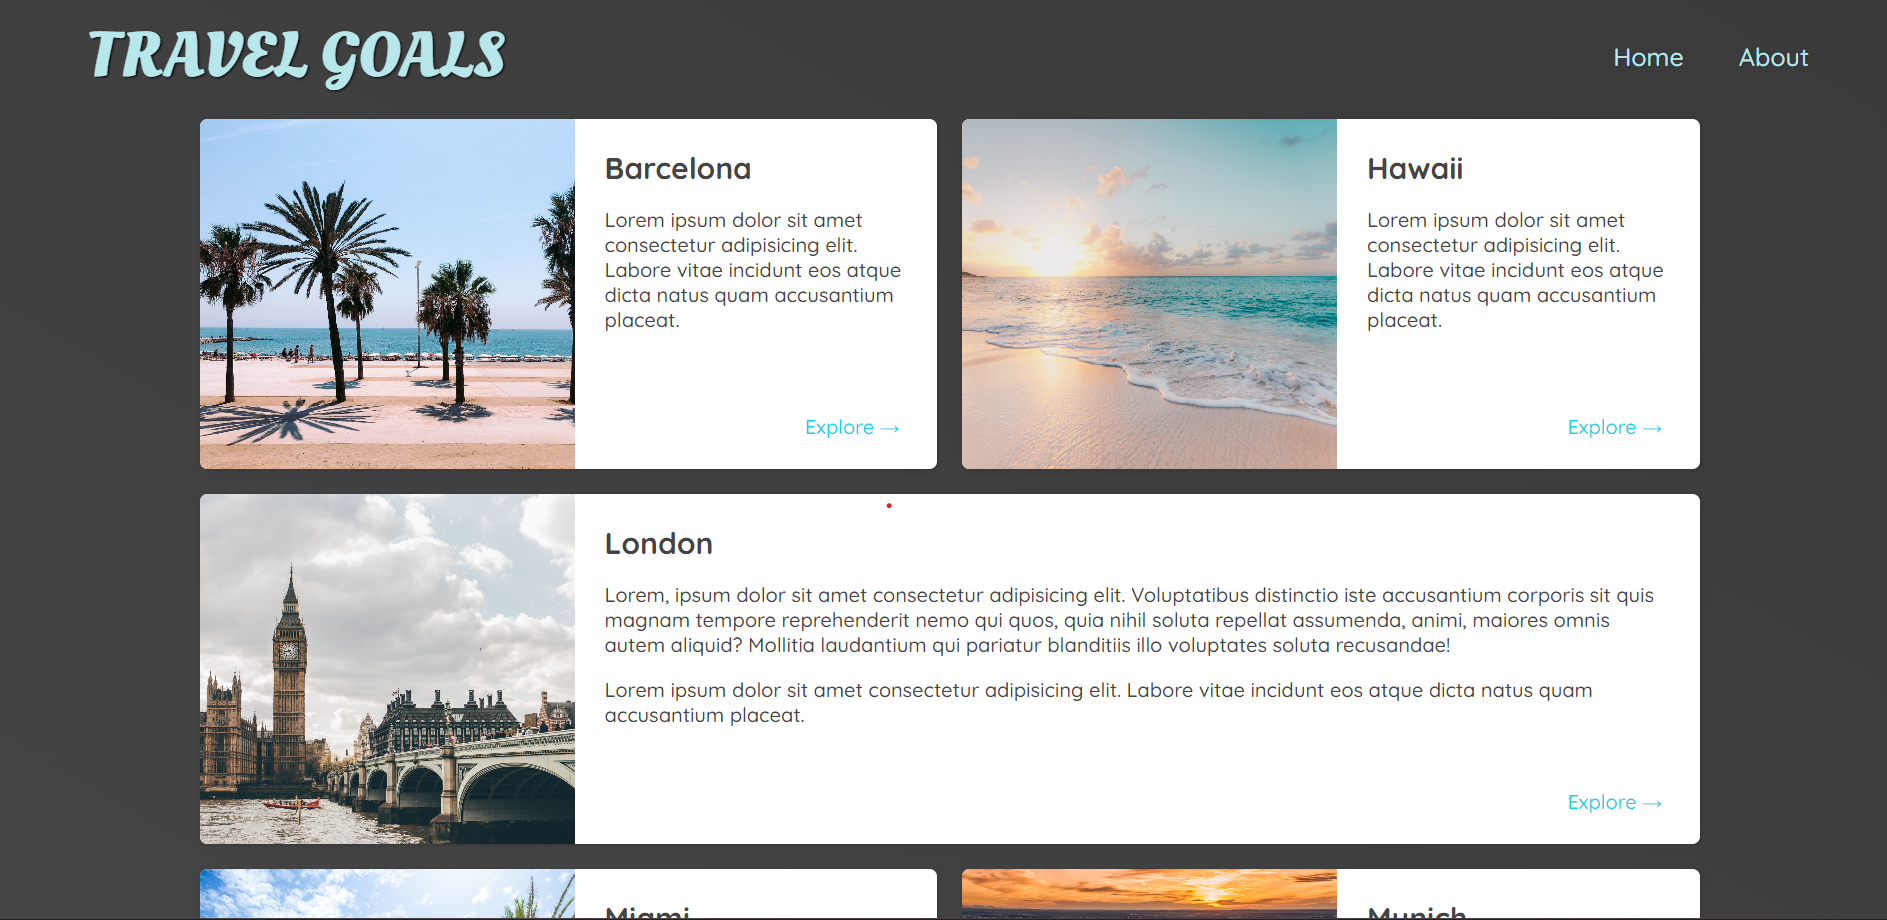 TRAVEL GOALS
Home
About
Barcelona
Lorem ipsum dolor sit amet
consectetur adipisicing elit.
Labore vitae incidunt eos atque
dicta natus quam accusantium
placeat.
Explore →
Hawaii
Lorem ipsum dolor sit amet
consectetur adipisicing elit.
Labore vitae incidunt eos atque
dicta natus quam accusantium
placeat.
Explore →
London
Lorem, ipsum dolor sit amet consectetur adipisicing elit. Voluptatibus distinctio iste accusantium corporis sit quis
magnam tempore reprehenderit nemo qui quos, quia nihil soluta repellat assumenda, animi, maiores omnis
autem aliquid? Mollitia laudantium qui pariatur blanditiis illo voluptates soluta recusandae!
Lorem ipsum dolor sit amet consectetur adipisicing elit. Labore vitae incidunt eos atque dicta natus quam
accusantium placeat.
Explore →
Miami
Munich